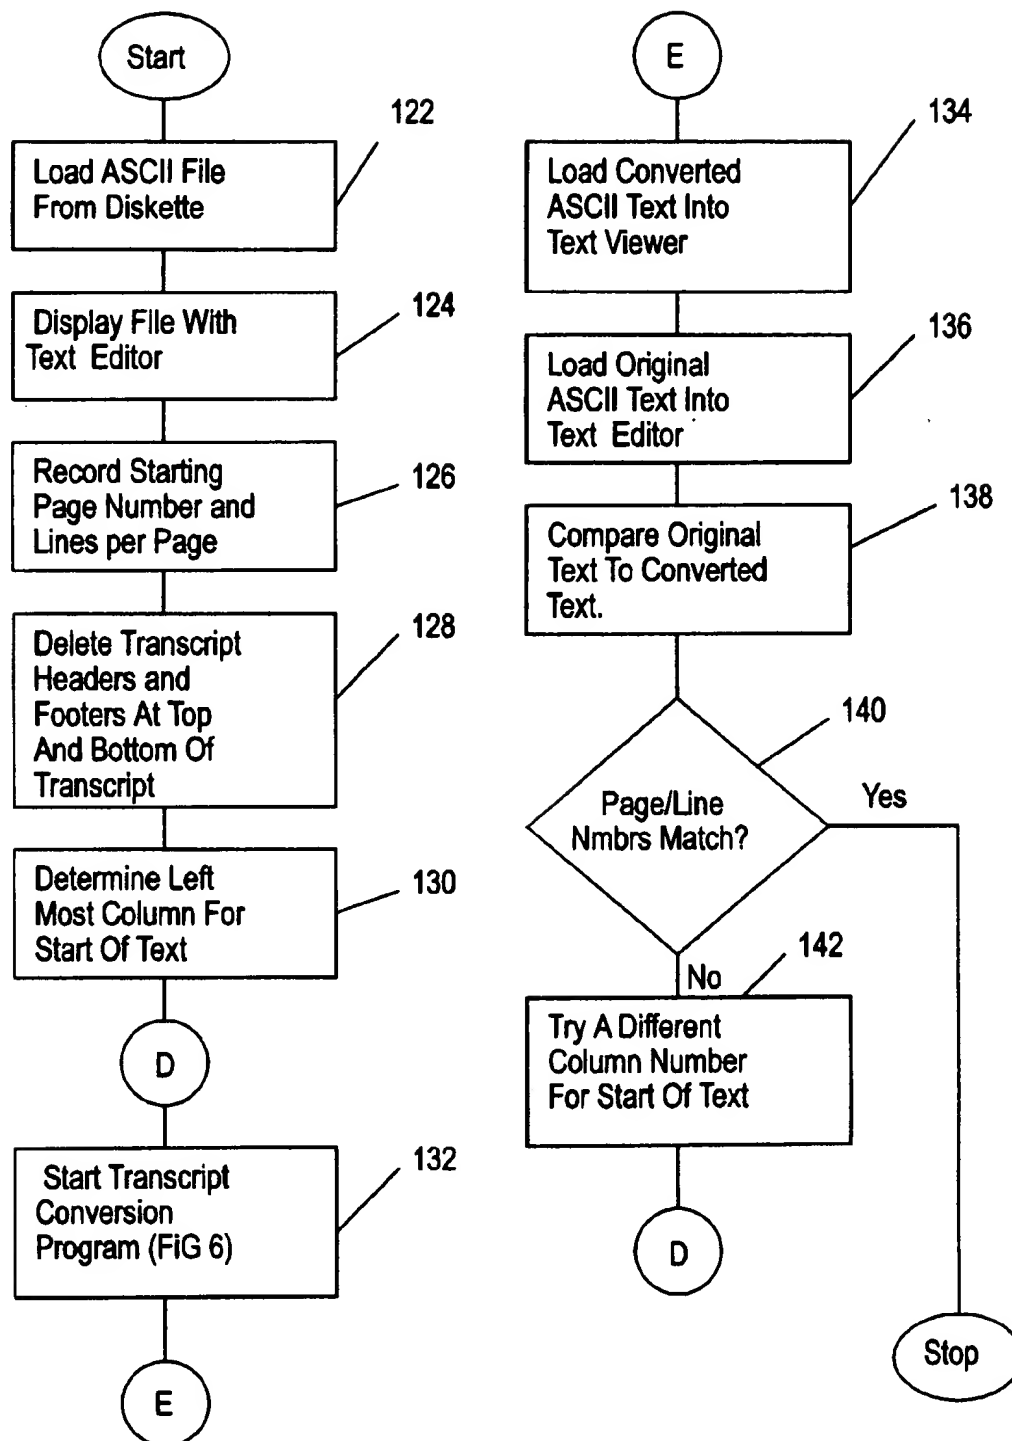 Start
122
Load ASCII File
From Diskette
124
Display File With
Text Editor
126
Record Starting
Page Number and
Lines per Page
128
Delete Transcript
Headers and
Footers At Top
And Bottom Of
Transcript
130
Determine Left
Most Column For
Start Of Text
D
132
Start Transcript
Conversion
Program (FiG 6)
E
E
134
Load Converted
ASCII Text Into
Text Viewer
136
Load Original
ASCII Text Into
Text Editor
138
Compare Original
Text To Converted
Text.
140
Page/Line
Nmbrs Match?
Yes
No
142
Try A Different
Column Number
For Start Of Text
D
Stop